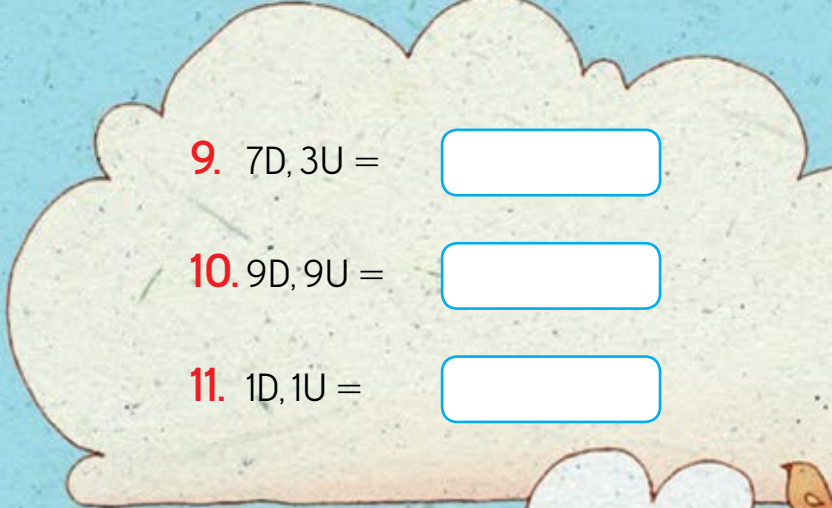 9. 7D, 3U =
10. 9D, 9U =
11. 1D, 1U =